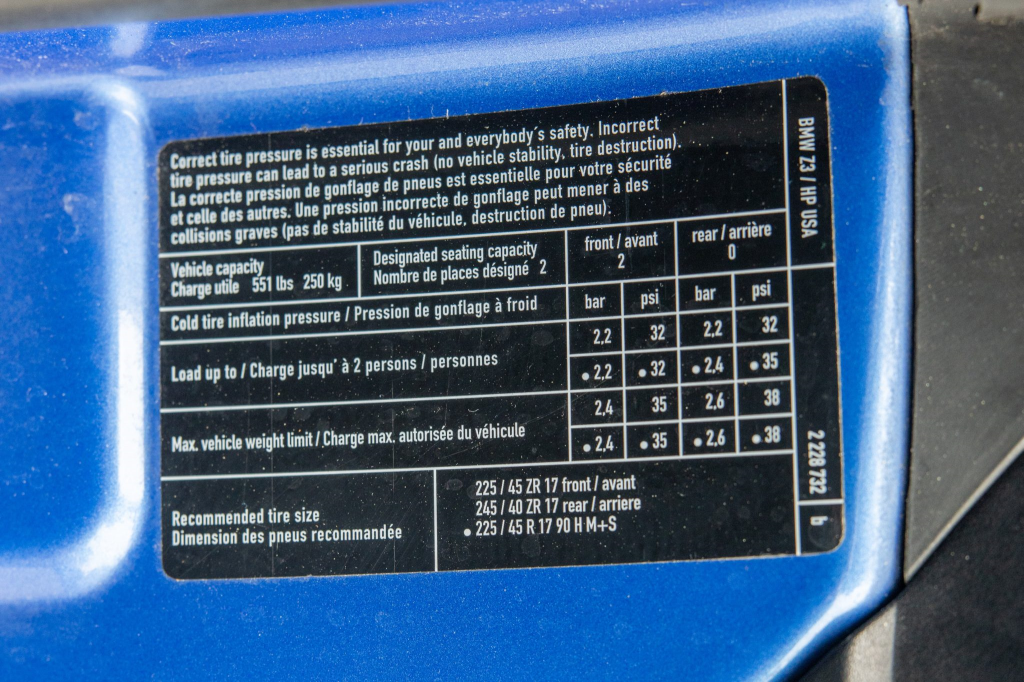 Correct tire pressure is essential for your and everybody´s safety. Incorrect
tire pressure can lead to a serious crash (no vehicle stability, tire destruction).
La correcte pression de gonflage de pneus est essentielle pour votre sécurité
et celle des autres. Une pression incorrecte de gonflage peut mener à des
collisions graves (pas de stabilité du véhicule, destruction de pneu).
BMW Z3 / HP USA
Vehicle capacity
Charge utile 551 lbs 250 kg
Designated seating capacity
Nombre de places désigné 2
front / avant
2
rear / arrière
0
Cold tire inflation pressure / Pression de gonflage à froid
bar psi bar psi
Load up to / Charge jusqu' à 2 persons / personnes
2,2 32 2,2 32
• 2,2 • 32 • 2,4 • 35
Max. vehicle weight limit / Charge max. autorisée du véhicule
2,4 35 2,6 38
• 2,4 • 35 • 2,6 • 38
Recommended tire size
Dimension des pneus recommandée
225 / 45 ZR 17 front / avant
245 / 40 ZR 17 rear / arriere
• 225 / 45 R 17 90 H M+S
2 228 732
b